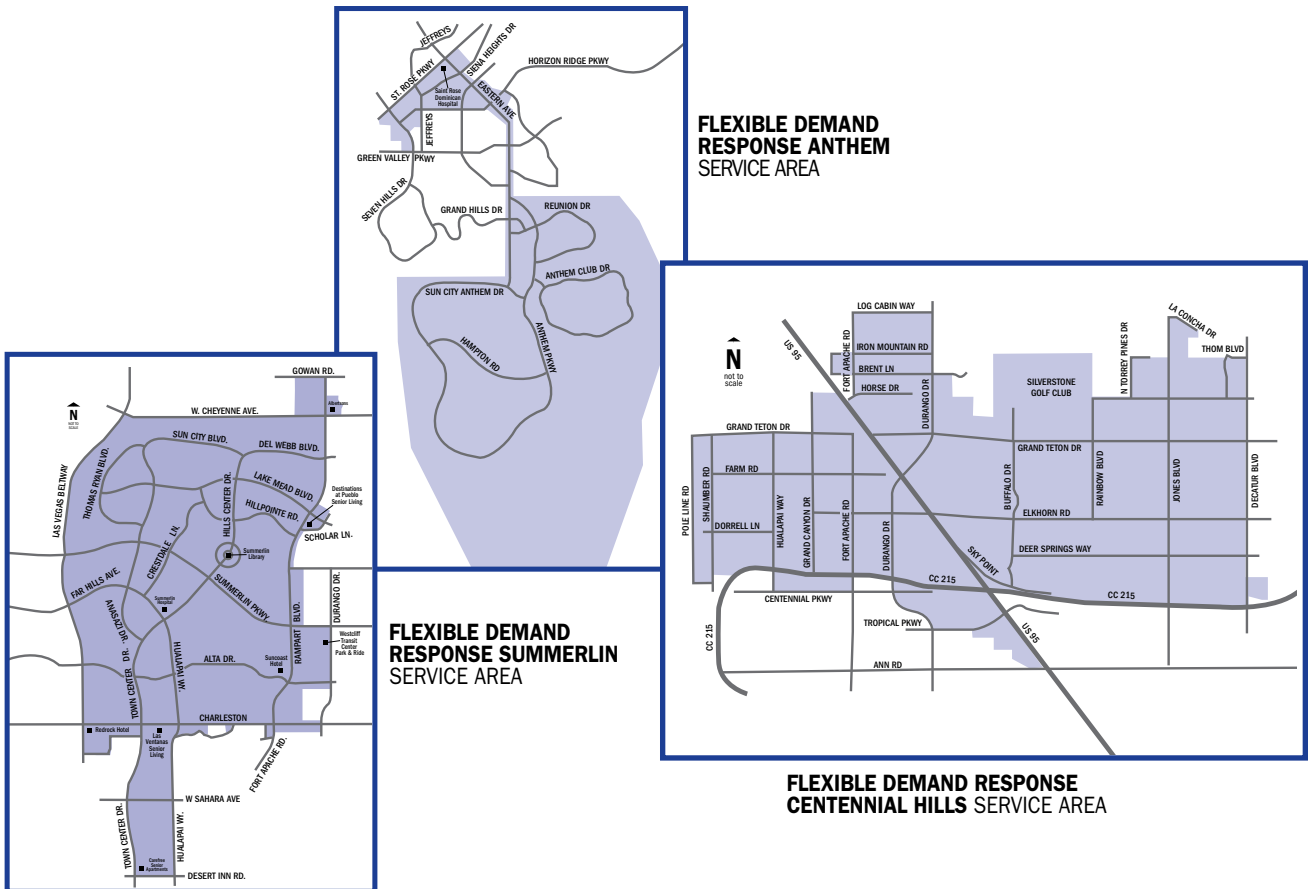 JEFFREYS
SIENA HEIGHTS DR
HORIZON RIDGE PKWY
ST. ROSE PKWY
Saint Rose
Dominican
Hospital
EASTERN AVE
JEFFREYS
GREEN VALLEY PKWY
SEVEN HILLS DR
GRAND HILLS DR
REUNION DR
ANTHEM CLUB DR
SUN CITY ANTHEM DR
HAMPTON RD
ANTHEM PKWY
FLEXIBLE DEMAND
RESPONSE ANTHEM
SERVICE AREA
GOWAN RD.
Albertsons
N
NOT TO
SCALE
W. CHEYENNE AVE.
SUN CITY BLVD.
DEL WEBB BLVD.
LAS VEGAS BELTWAY
THOMAS RYAN BLVD.
HILLS CENTER DR.
LAKE MEAD BLVD.
Destinations
at Pueblo
Senior Living
HILLPOINTE RD.
SCHOLAR LN.
CRESTDALE LN.
Summerlin
Library
FAR HILLS AVE.
SUMMERLIN PKWY.
Summerlin
Hospital
ANASAZI DR.
RAMPART BLVD.
DURANGO DR.
Westcliff
Transit
Center
Park & Ride
TOWN CENTER DR.
HUALAPAI WY.
ALTA DR.
Suncoast
Hotel
CHARLESTON
Redrock Hotel
Las
Ventanas
Senior
Living
FORT APACHE RD.
W SAHARA AVE
TOWN CENTER DR.
HUALAPAI WY.
Carefree
Senior
Apartments
DESERT INN RD.
FLEXIBLE DEMAND
RESPONSE SUMMERLIN
SERVICE AREA
LOG CABIN WAY
US 95
FORT APACHE RD
IRON MOUNTAIN RD
BRENT LN
HORSE DR
DURANGO DR
N
not to
scale
SILVERSTONE
GOLF CLUB
N TORREY PINES DR
LA CONCHA DR
THOM BLVD
GRAND TETON DR
GRAND TETON DR
POLE LINE RD
SHAUMBER RD
FARM RD
DORRELL LN
HUALAPAI WAY
GRAND CANYON DR
FORT APACHE RD
DURANGO DR
BUFFALO DR
RAINBOW BLVD
JONES BLVD
DECATUR BLVD
ELKHORN RD
SKY POINT
DEER SPRINGS WAY
CC 215
CC 215
CENTENNIAL PKWY
TROPICAL PKWY
US 95
CC 215
ANN RD
FLEXIBLE DEMAND RESPONSE
CENTENNIAL HILLS SERVICE AREA